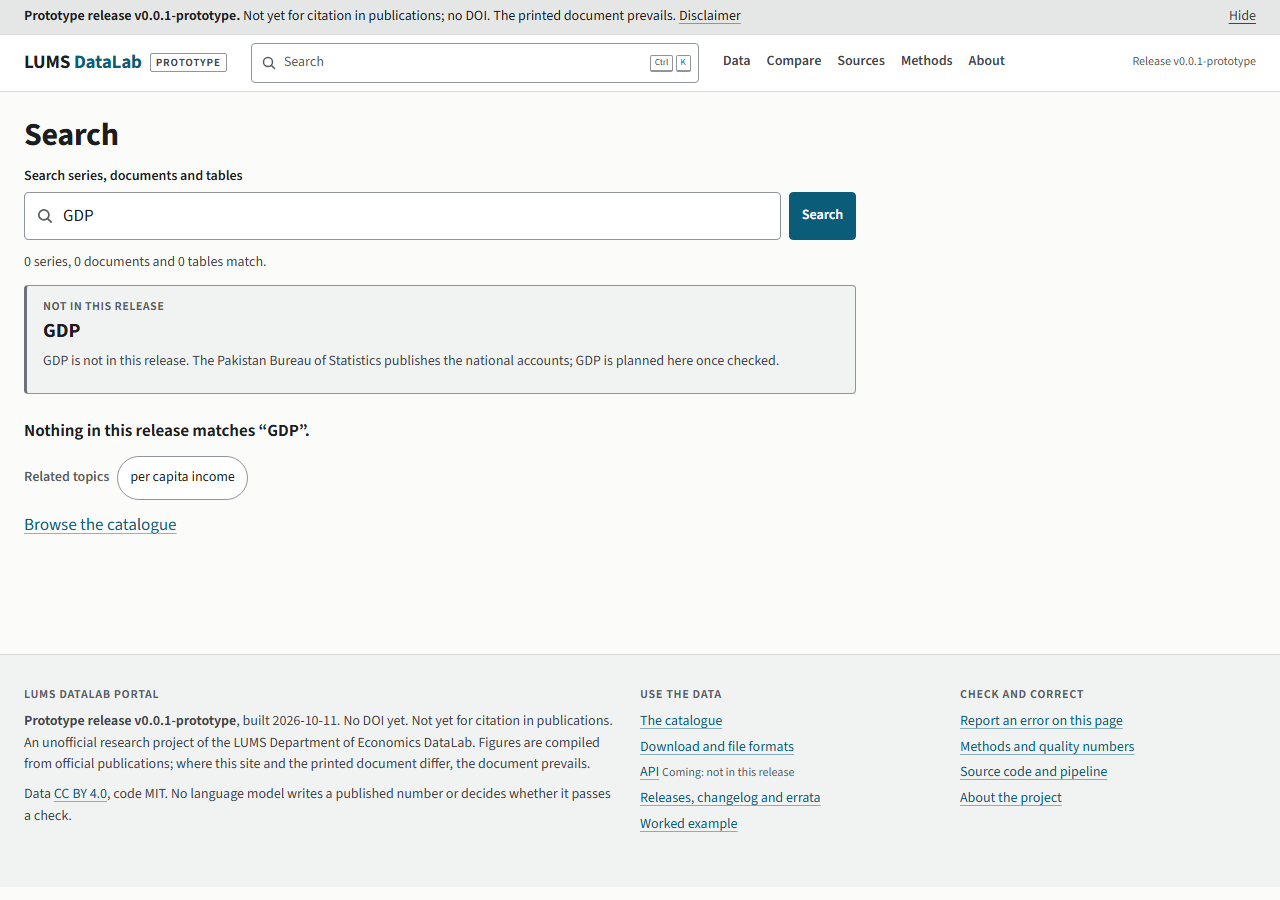 Prototype release v0.0.1-prototype. Not yet for citation in publications; no DOI. The printed document prevails. Disclaimer
Hide
LUMS DataLab PROTOTYPE
Search Ctrl K
Data Compare Sources Methods About
Release v0.0.1-prototype
Search
Search series, documents and tables
GDP
Search
0 series, 0 documents and 0 tables match.
NOT IN THIS RELEASE
GDP
GDP is not in this release. The Pakistan Bureau of Statistics publishes the national accounts; GDP is planned here once checked.
Nothing in this release matches “GDP”.
Related topics per capita income
Browse the catalogue
LUMS DATALAB PORTAL
Prototype release v0.0.1-prototype, built 2026-10-11. No DOI yet. Not yet for citation in publications.
An unofficial research project of the LUMS Department of Economics DataLab. Figures are compiled
from official publications; where this site and the printed document differ, the document prevails.
Data CC BY 4.0, code MIT. No language model writes a published number or decides whether it passes
a check.
USE THE DATA
The catalogue
Download and file formats
API Coming: not in this release
Releases, changelog and errata
Worked example
CHECK AND CORRECT
Report an error on this page
Methods and quality numbers
Source code and pipeline
About the project